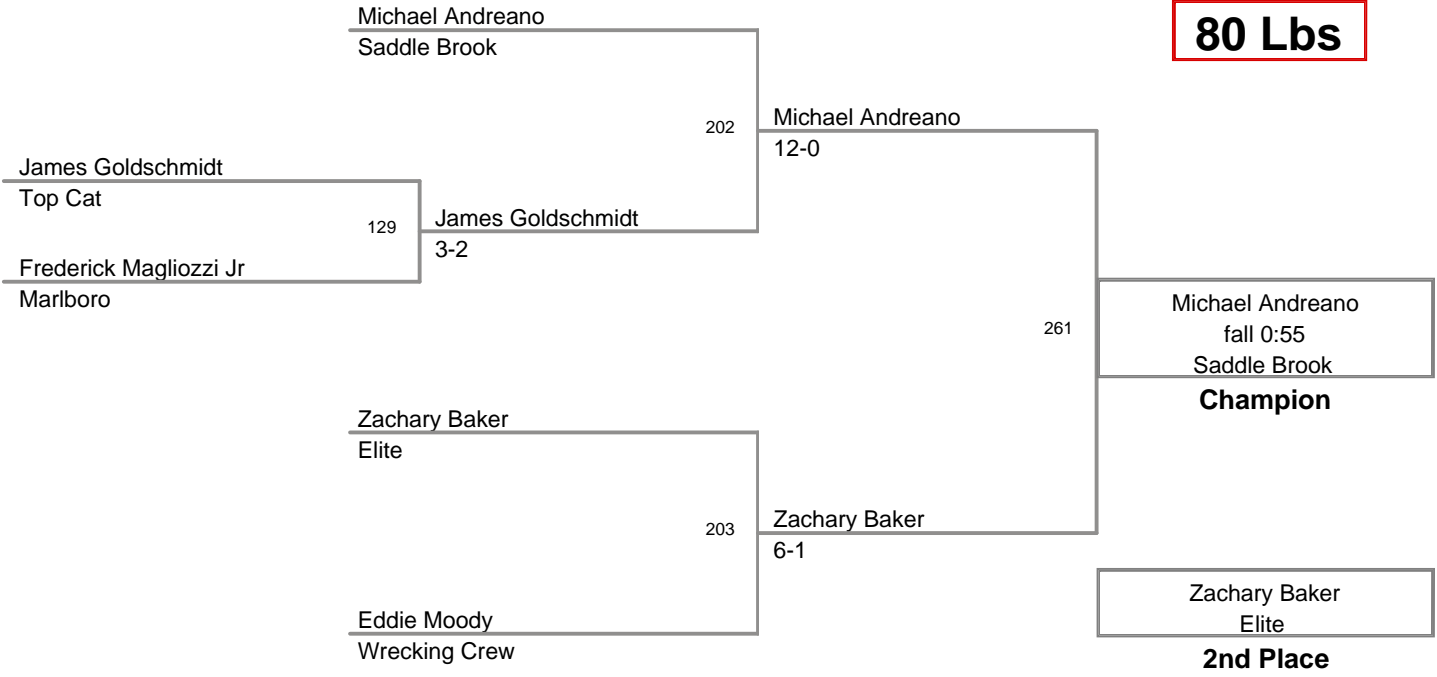 Michael Andreano
Saddle Brook
80 Lbs
202
Michael Andreano
12-0
James Goldschmidt
Top Cat
129
James Goldschmidt
3-2
Frederick Magliozzi Jr
Marlboro
261
Michael Andreano
fall 0:55
Saddle Brook
Champion
Zachary Baker
Elite
203
Zachary Baker
6-1
Eddie Moody
Wrecking Crew
Zachary Baker
Elite
2nd Place